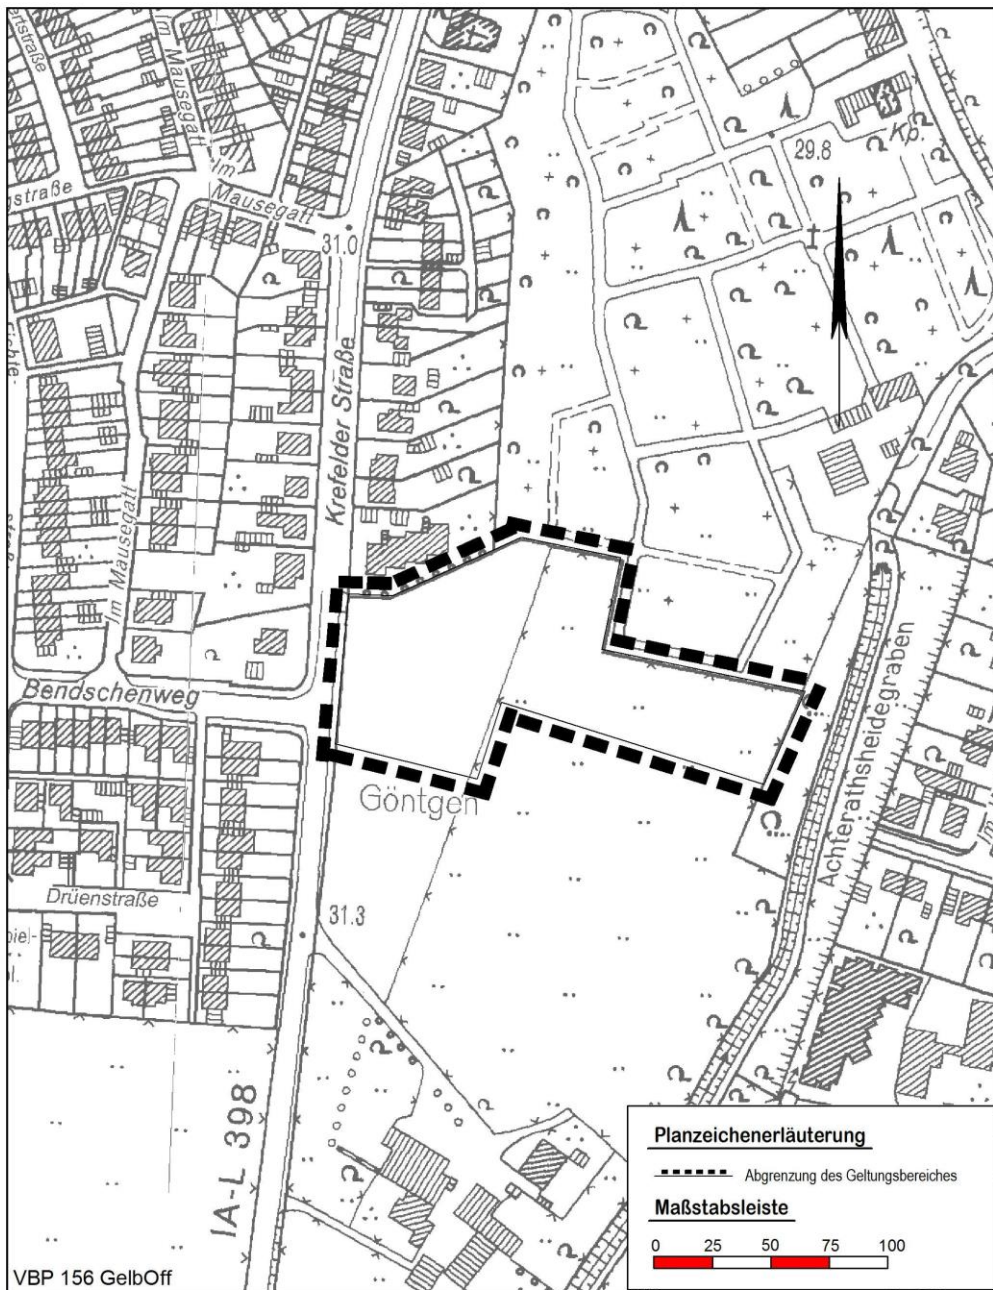 Im Mausegatt
Im
Mausegatt
31.0
29.8
Kp.
Krefelder Straße
Im Mausegatt
Bendschenweg
Göntgen
Achterathsheidegraben
Drüenstraße
31.3
IA-L 398
Planzeichenerläuterung
Abgrenzung des Geltungsbereiches
Maßstabsleiste
0 25 50 75 100
VBP 156 GelbOff